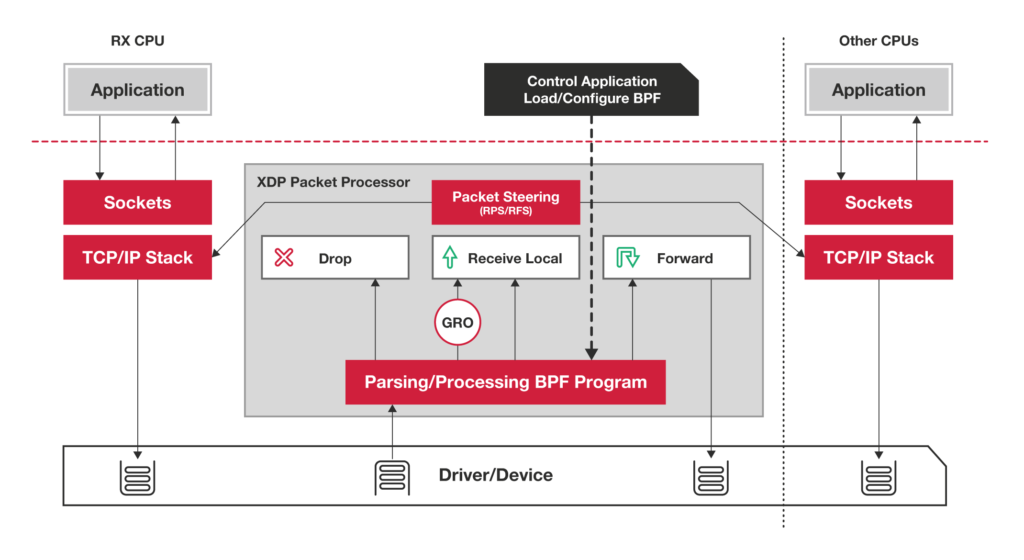 RX CPU
Other CPUs
Application
Control Application
Load/Configure BPF
Application
XDP Packet Processor
Sockets
Packet Steering
(RPS/RFS)
Sockets
TCP/IP Stack
Drop
Receive Local
Forward
TCP/IP Stack
GRO
Parsing/Processing BPF Program
Driver/Device